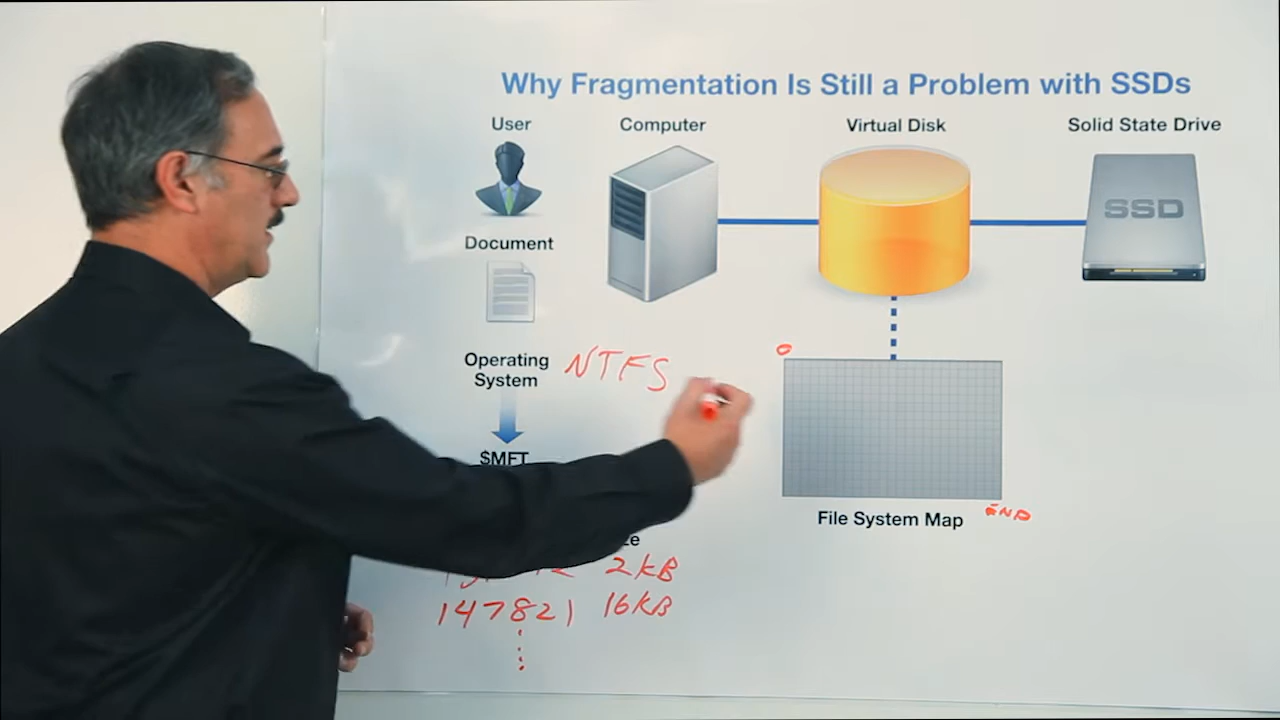 Why Fragmentation Is Still a Problem with SSDs
User
Computer
Virtual Disk
Solid State Drive
SSD
Document
Operating
System
NTFS
$MFT
0
END
File System Map
2KB
147821 16KB